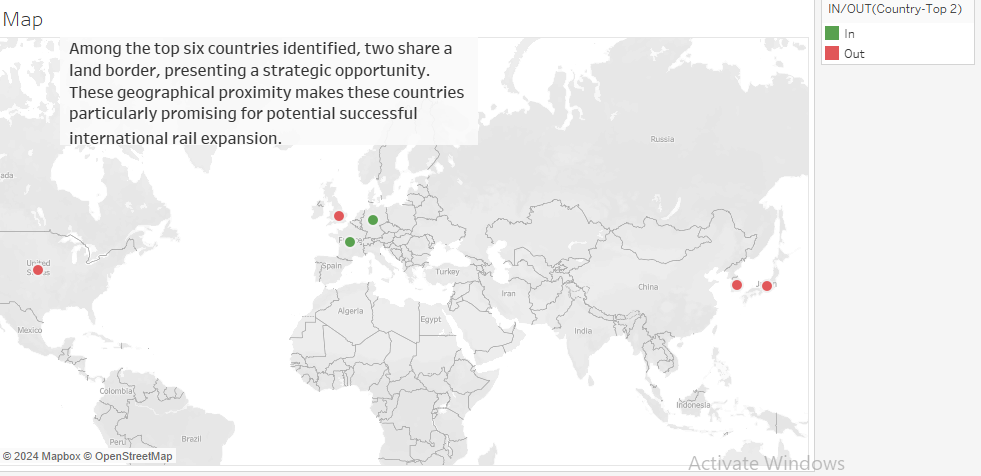 Map
IN/OUT(Country-Top 2)
In
Out
Among the top six countries identified, two share a
land border, presenting a strategic opportunity.
These geographical proximity makes these countries
particularly promising for potential successful
international rail expansion.
Russia
ada
United
Spain
Turkey
China
Iran
Algeria
Egypt
India
Mexico
Colombia
Indonesia
Peru
Brazil
© 2024 Mapbox © OpenStreetMap
Activate Windows